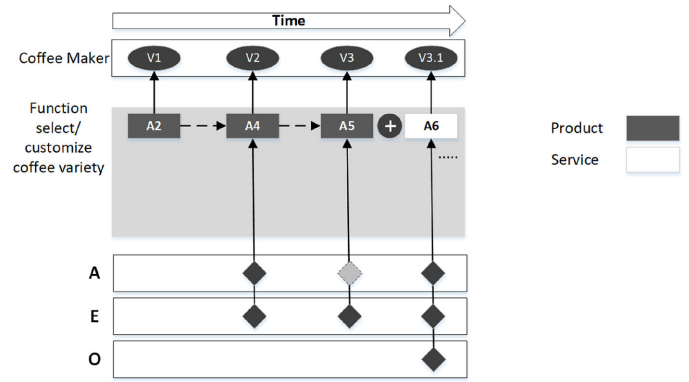 Time
Coffee Maker V1 V2 V3 V3.1
Function
select/
customize
coffee variety
A2 A4 A5 + A6
.....
Product
Service
A
E
O